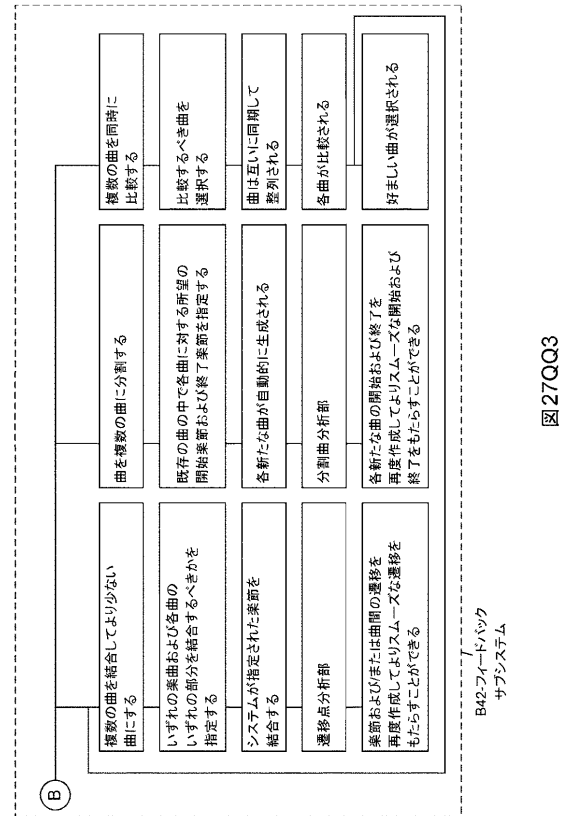 B
複数の曲を結合してより少ない
曲にする
いずれの楽曲および各曲の
いずれの部分を結合するべきかを
指定する
システムが指定された楽節を
結合する
遷移点分析部
楽節および/または曲間の遷移を
再度作成してよりスムーズな遷移を
もたらすことができる
曲を複数の曲に分割する
既存の曲の中で各曲に対する所望の
開始楽節および終了楽節を指定する
各新たな曲が自動的に生成される
分割曲分析部
各新たな曲の開始および終了を
再度作成してよりスムーズな開始および
終了をもたらすことができる
複数の曲を同時に
比較する
比較するべき曲を
選択する
曲は互いに同期して
整列される
各曲が比較される
好ましい曲が選択される
B42-フィードバック
サブシステム
図27QQ3